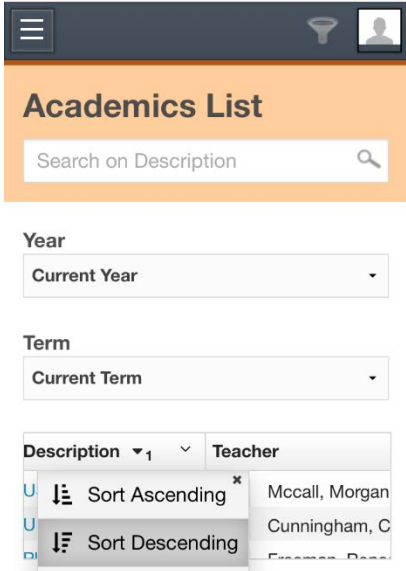 Academics List
Search on Description
Year
Current Year
Term
Current Term
Description 1 Teacher
U Mccall, Morgan
Sort Ascending
U Cunningham, C
Sort Descending